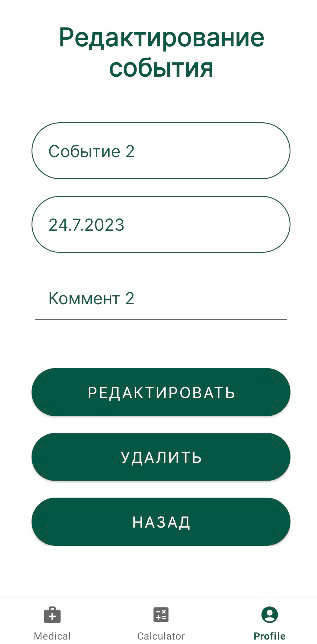 Редактирование
события
Событие 2
24.7.2023
Коммент 2
РЕДАКТИРОВАТЬ
УДАЛИТЬ
НАЗАД
Medical
Calculator
Profile